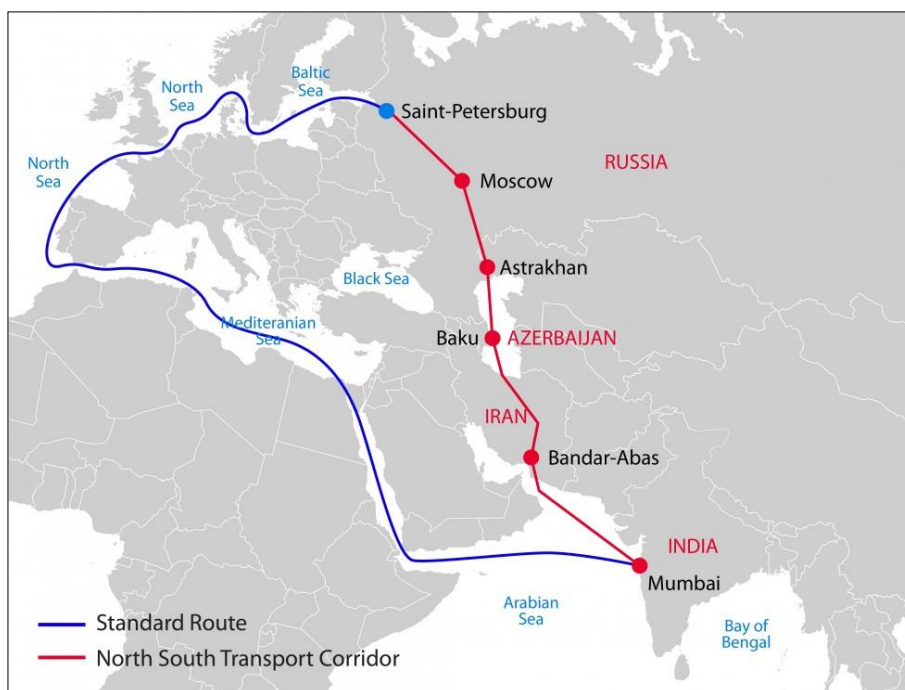 Baltic
Sea
North
Sea
Saint-Petersburg
North
Sea
RUSSIA
Moscow
Astrakhan
Black Sea
Mediteranian
Sea
Baku
AZERBAIJAN
IRAN
Bandar-Abas
INDIA
Mumbai
Arabian
Sea
Bay of
Bengal
Standard Route
North South Transport Corridor